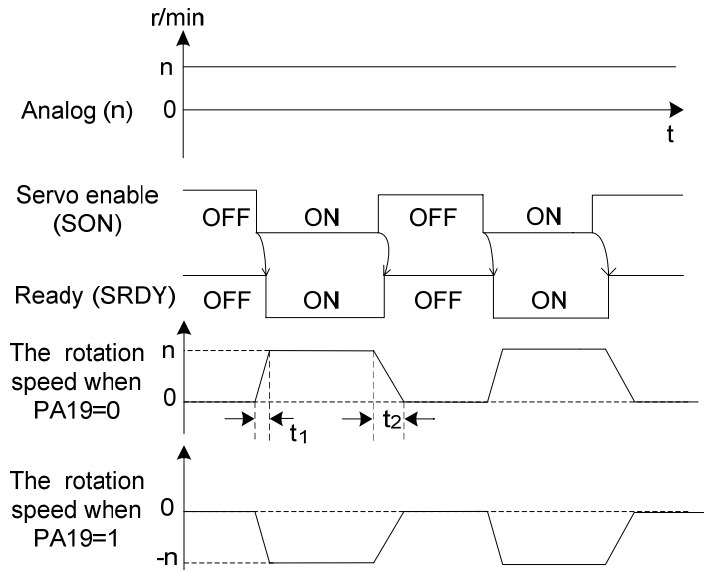 r/min
n
Analog (n) 0
t
Servo enable
(SON)
OFF ON OFF ON
Ready (SRDY)
OFF ON OFF ON
The rotation
speed when
PA19=0
n
0
t1 t2
The rotation
speed when
PA19=1
0
-n